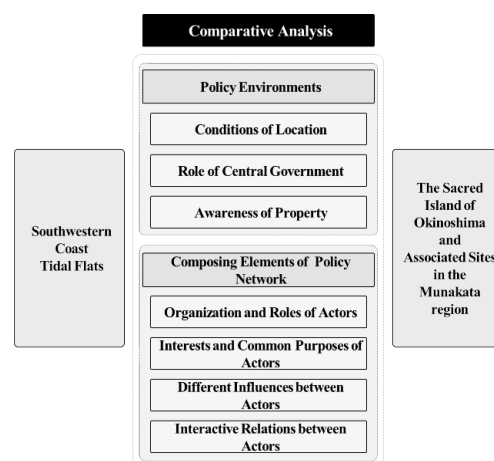 Comparative Analysis
Policy Environments
Conditions of Location
Role of Central Government
Awareness of Property
Southwestern
Coast
Tidal Flats
Composing Elements of Policy
Network
Organization and Roles of Actors
Interests and Common Purposes of
Actors
Different Influences between
Actors
Interactive Relations between
Actors
The Sacred
Island of
Okinoshima
and
Associated Sites
in the
Munakata
region